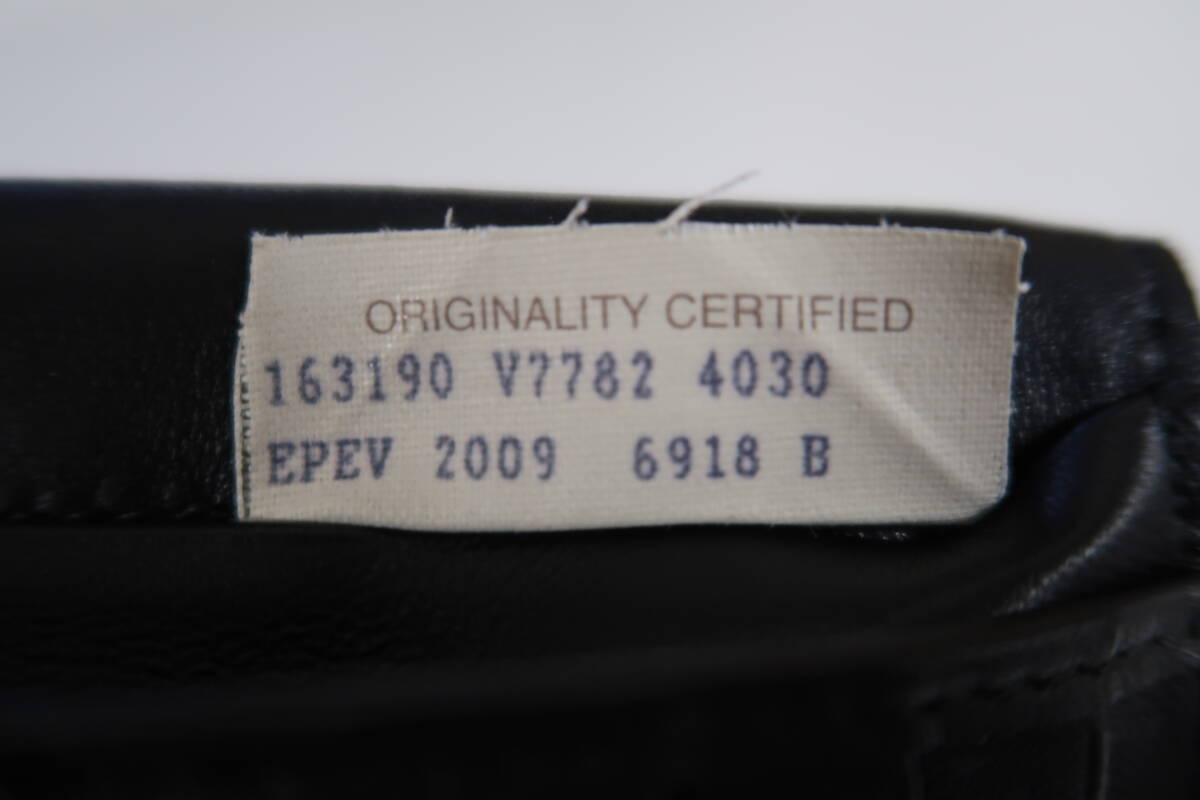 ORIGINALITY CERTIFIED
163190 V7782 4030
EPEV 2009 6918 B